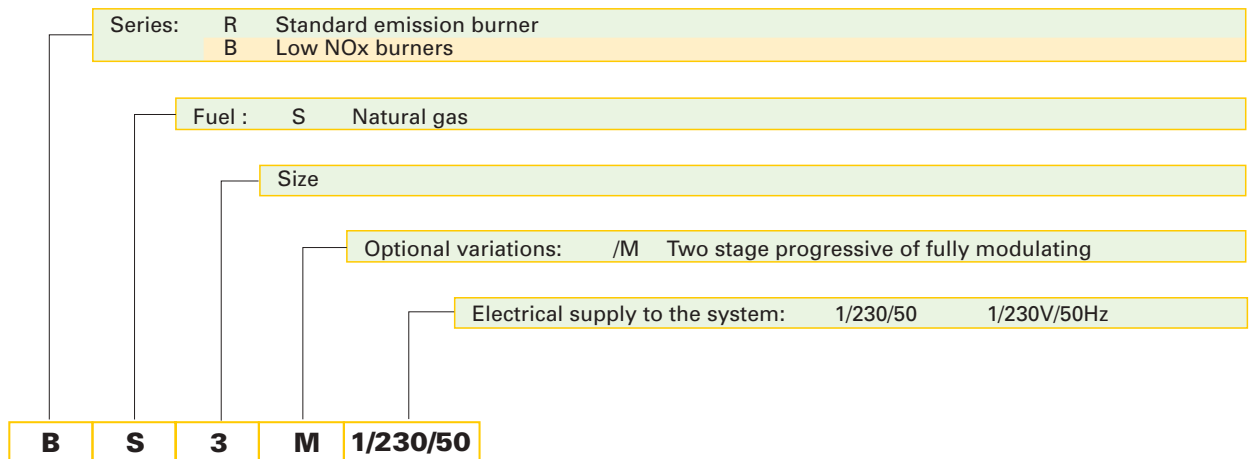 Series: R Standard emission burner
B Low NOx burners
Fuel : S Natural gas
Size
Optional variations: /M Two stage progressive of fully modulating
Electrical supply to the system: 1/230/50 1/230V/50Hz
B S 3 M 1/230/50